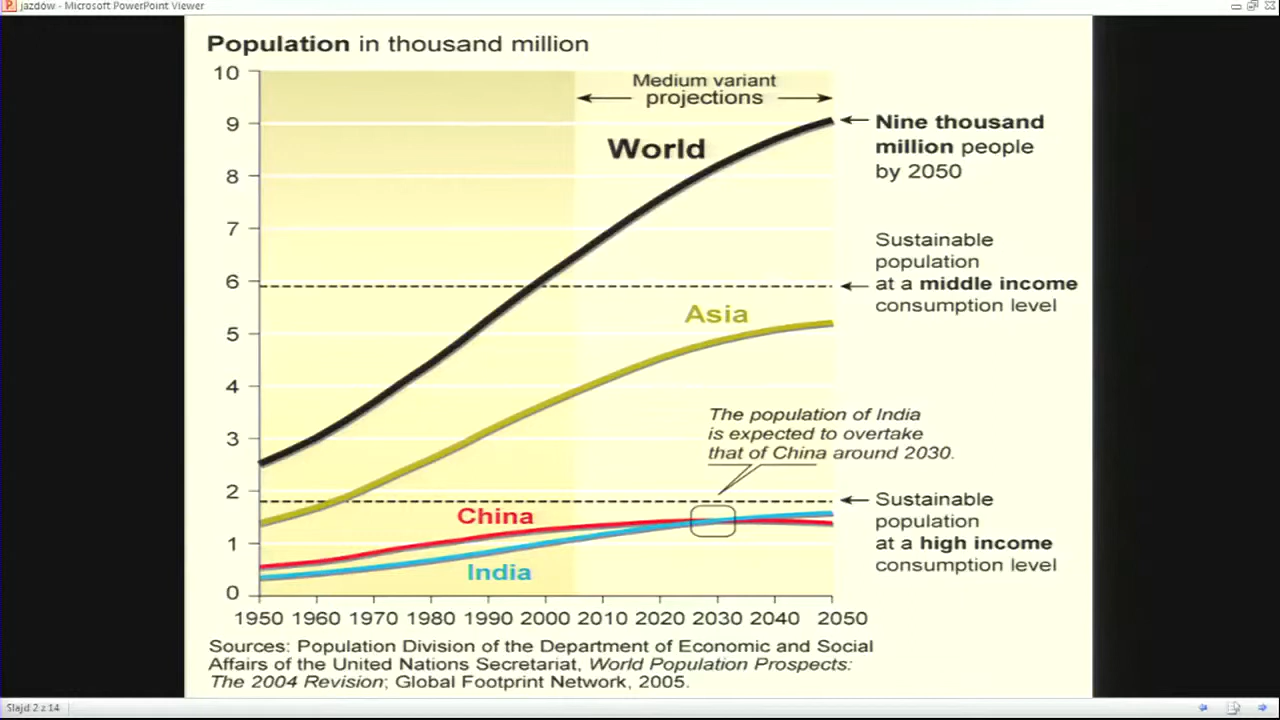 jazdów - Microsoft PowerPoint Viewer
Population in thousand million
10
9
8
7
6
5
4
3
2
1
0
Medium variant
projections
World
Nine thousand
million people
by 2050
Sustainable
population
at a middle income
consumption level
Asia
The population of India
is expected to overtake
that of China around 2030.
China
India
Sustainable
population
at a high income
consumption level
1950 1960 1970 1980 1990 2000 2010 2020 2030 2040 2050
Sources: Population Division of the Department of Economic and Social
Affairs of the United Nations Secretariat, World Population Prospects:
The 2004 Revision; Global Footprint Network, 2005.
Slajd 2 z 14